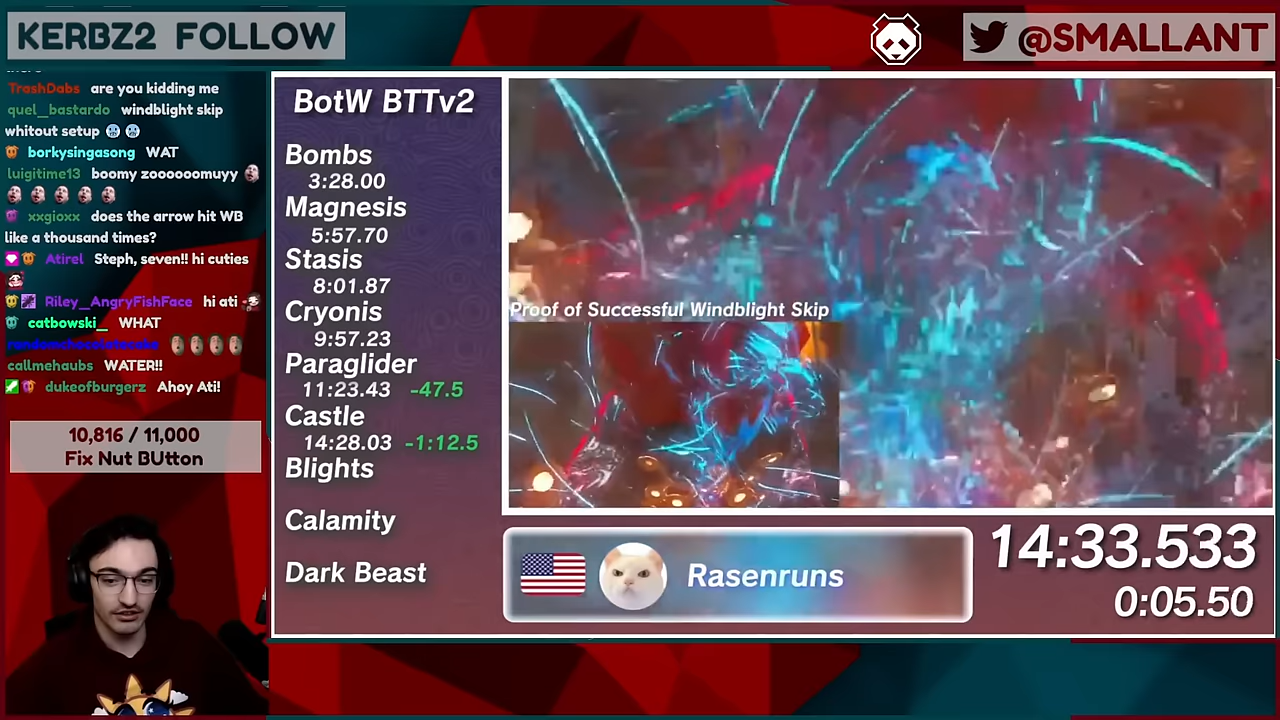 KERBZ2 FOLLOW
@SMALLANT
TrashDabs are you kidding me
quel__bastardo windblight skip
whitout setup
borkysingasong WAT
luigitime13 boomy zoooooomuyy
xxgioxx does the arrow hit WB
like a thousand times?
Atirel Steph, seven!! hi cuties
Riley__AngryFishFace hi ati
catbowski_ WHAT
randomchocolatecake
callmehaubs WATER!!
dukeofburgerz Ahoy Ati!
10,816 / 11,000
Fix Nut BUtton
BotW BTTv2
Bombs
3:28.00
Magnesis
5:57.70
Stasis
8:01.87
Cryonis
9:57.23
Paraglider
11:23.43 -47.5
Castle
14:28.03 -1:12.5
Blights
Calamity
Dark Beast
Proof of Successful Windblight Skip
Rasenruns
14:33.533
0:05.50